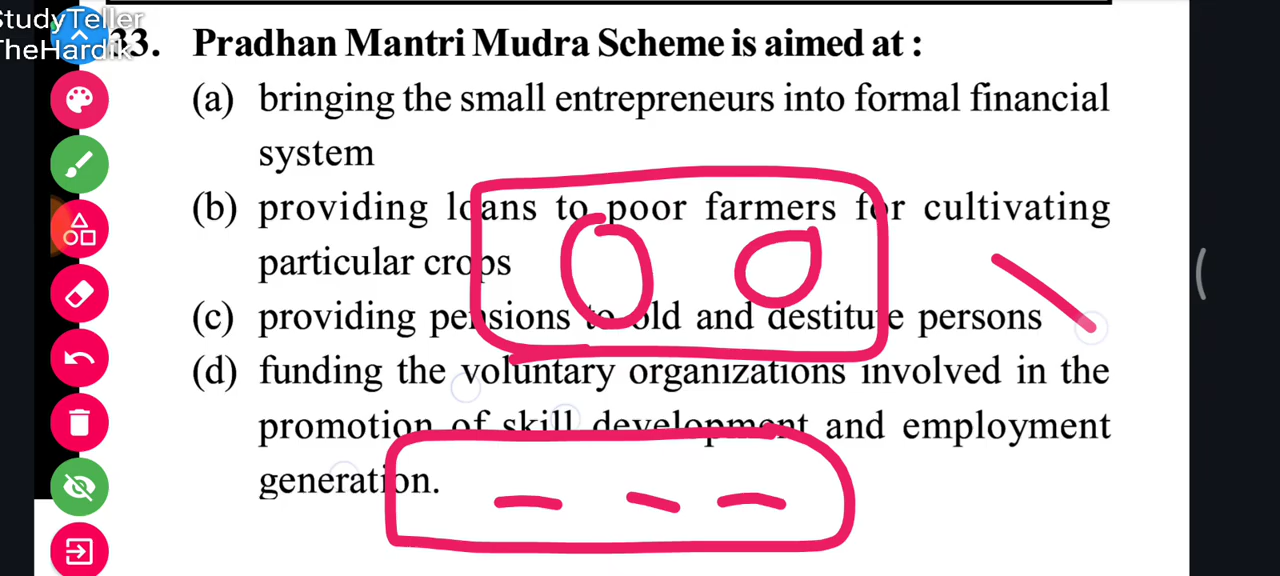 StudyTeller
TheHardik
33. Pradhan Mantri Mudra Scheme is aimed at :
(a) bringing the small entrepreneurs into formal financial
system
(b) providing loans to poor farmers for cultivating
particular crops
(c) providing pensions to old and destitute persons
(d) funding the voluntary organizations involved in the
promotion of skill development and employment
generation.